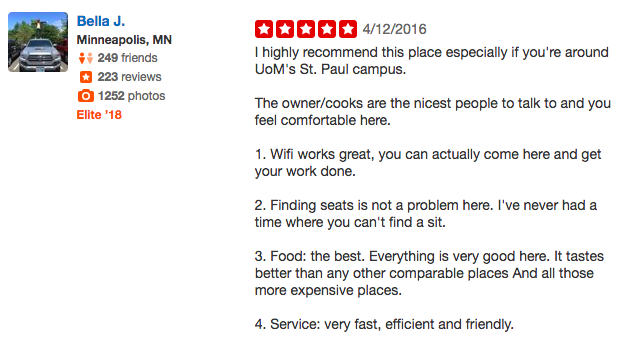 Bella J.
Minneapolis, MN
249 friends
223 reviews
1252 photos
Elite '18
4/12/2016
I highly recommend this place especially if you're around
UoM's St. Paul campus.
The owner/cooks are the nicest people to talk to and you
feel comfortable here.
1. Wifi works great, you can actually come here and get
your work done.
2. Finding seats is not a problem here. I've never had a
time where you can't find a sit.
3. Food: the best. Everything is very good here. It tastes
better than any other comparable places And all those
more expensive places.
4. Service: very fast, efficient and friendly.